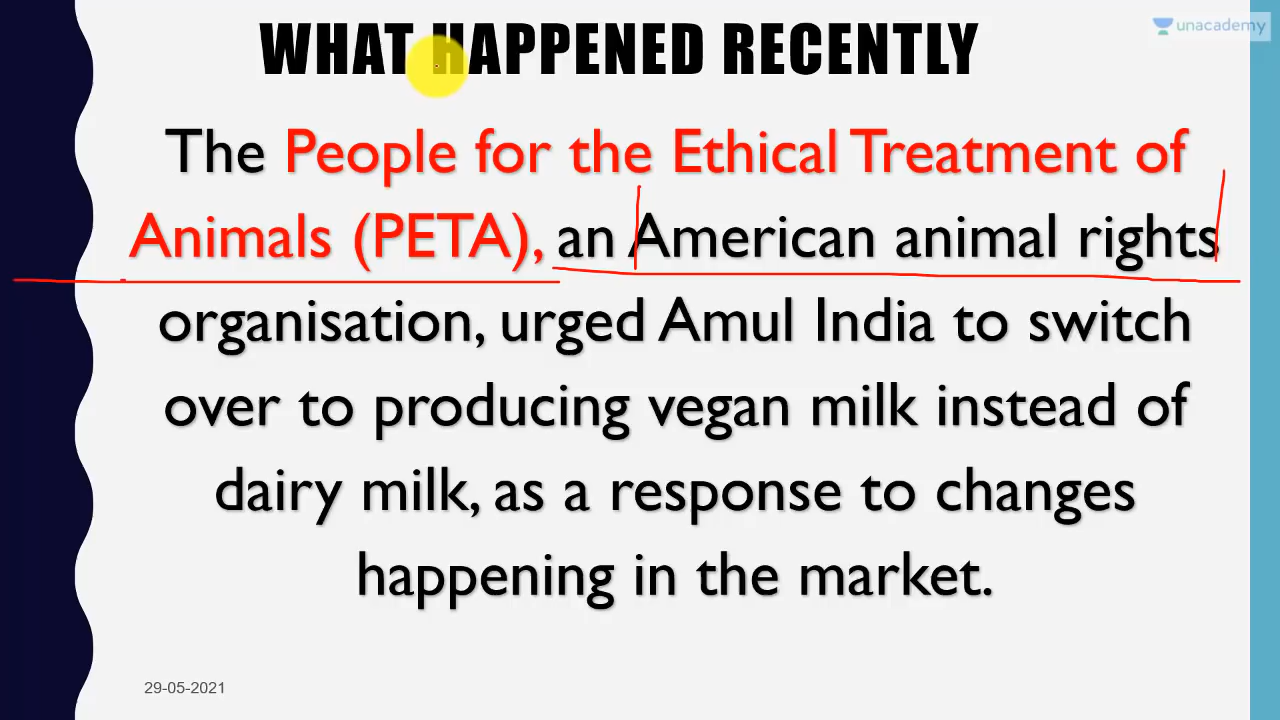 WHAT HAPPENED RECENTLY
unacademy
The People for the Ethical Treatment of
Animals (PETA), an American animal rights
organisation, urged Amul India to switch
over to producing vegan milk instead of
dairy milk, as a response to changes
happening in the market.
29-05-2021